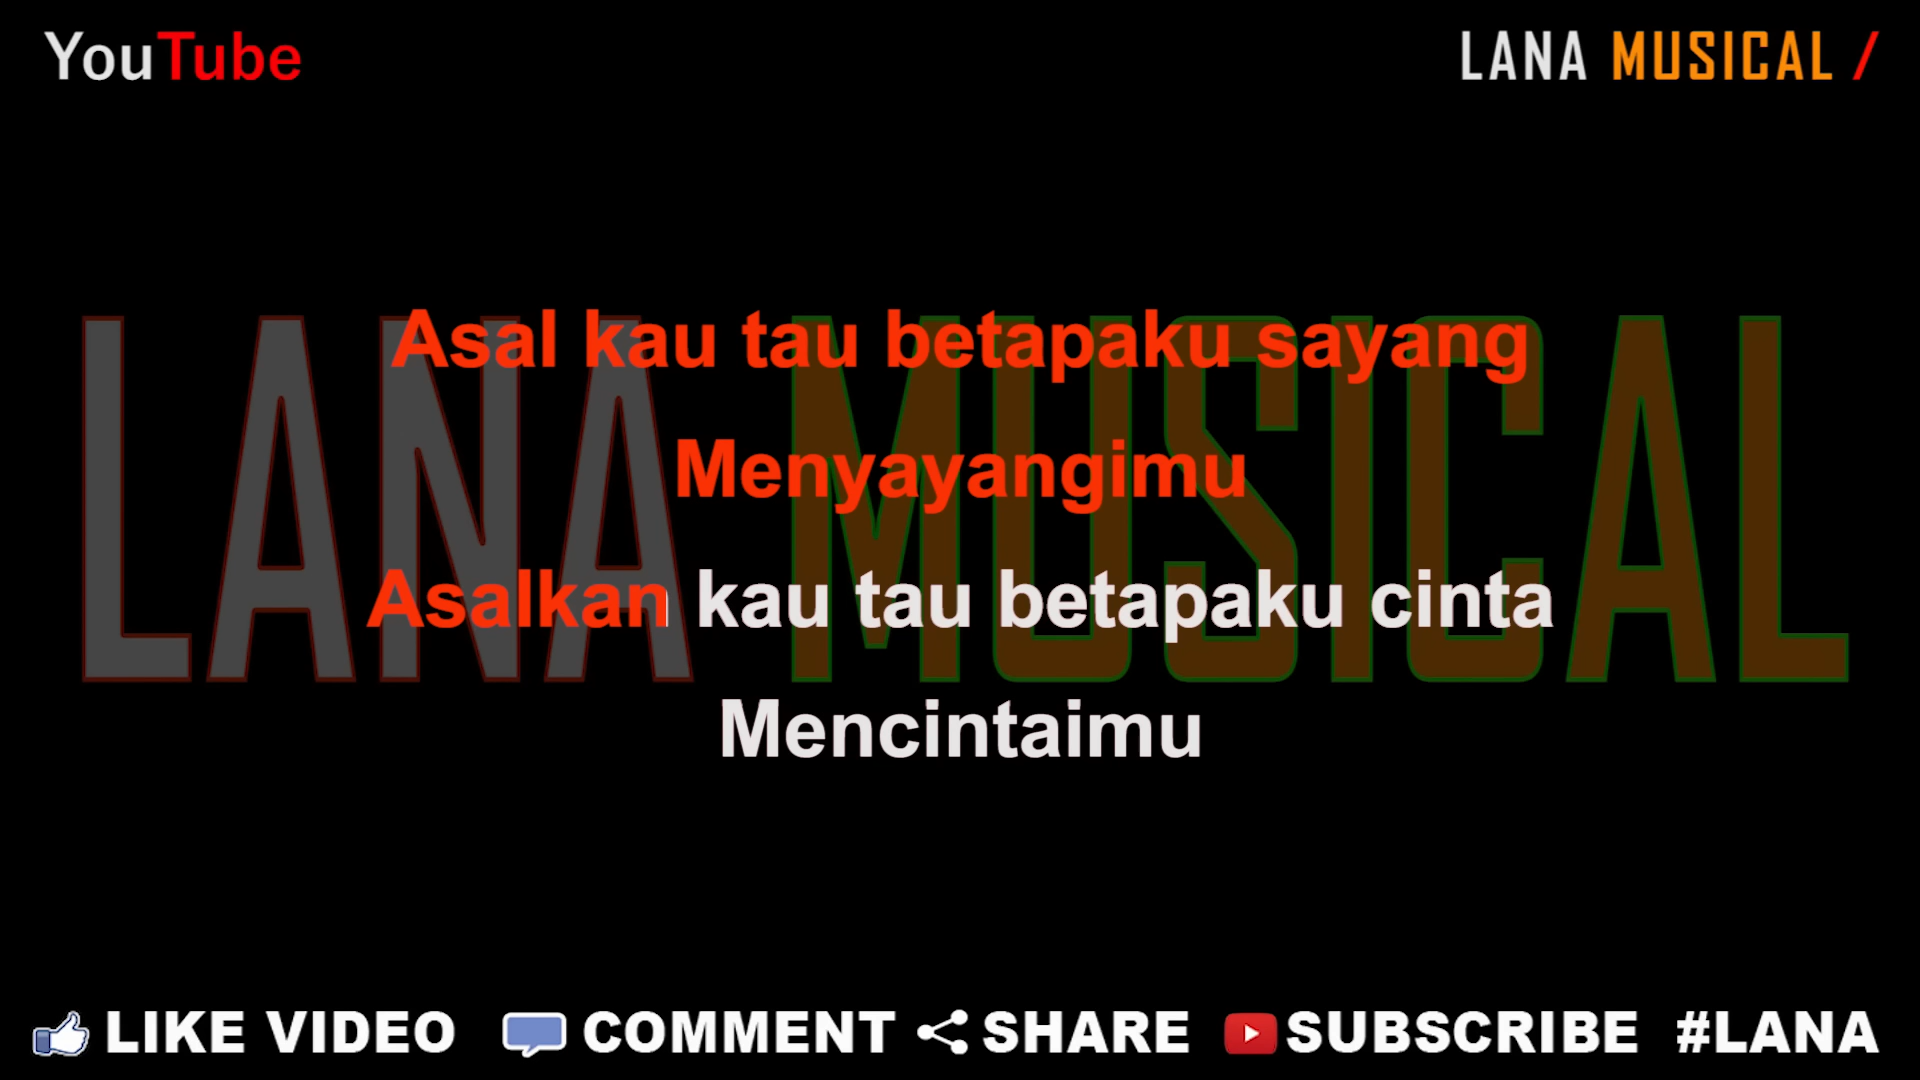 YouTube
LANA MUSICAL /
LANA MUSICAL
Asal kau tau betapaku sayang
Menyayangimu
Asalkan kau tau betapaku cinta
Mencintaimu
LIKE VIDEO COMMENT SHARE SUBSCRIBE #LANA